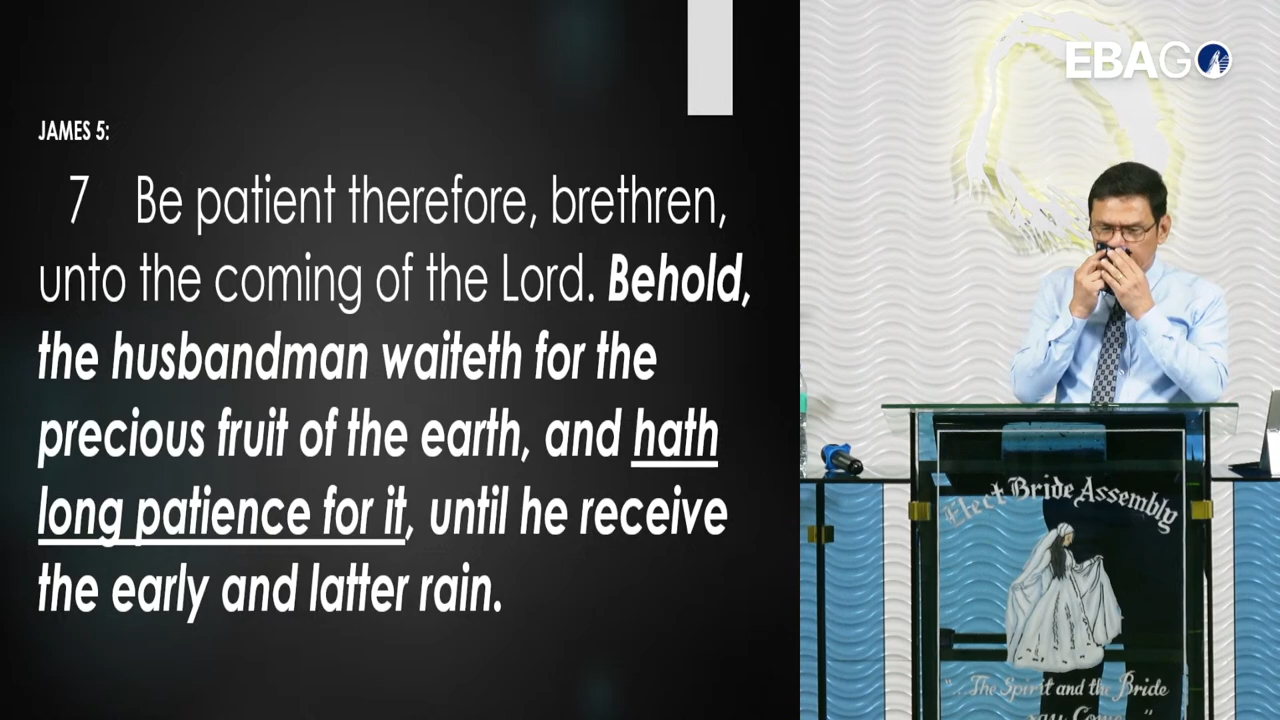 JAMES 5:
7 Be patient therefore, brethren,
unto the coming of the Lord. Behold,
the husbandman waiteth for the
precious fruit of the earth, and hath
long patience for it, until he receive
the early and latter rain.
EBAGO
Elect Bride Assembly
"...The Spirit and the Bride
say Come..."